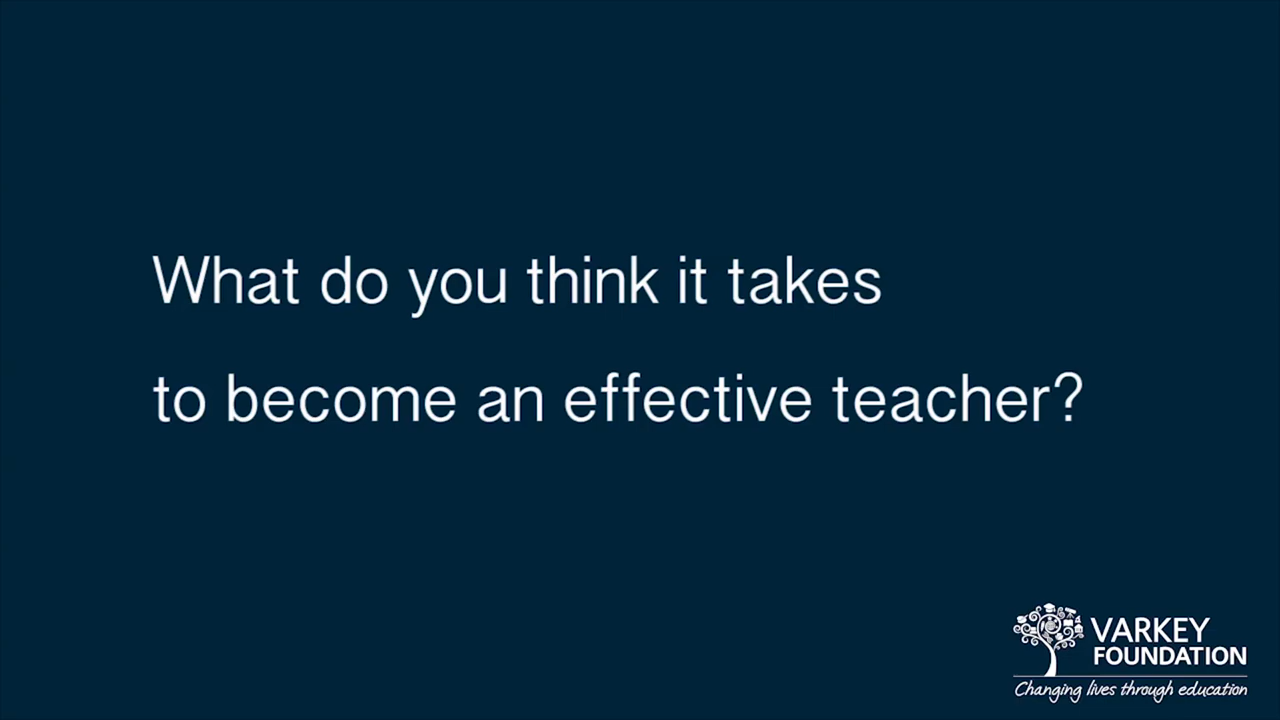 What do you think it takes
to become an effective teacher?
VARKEY
FOUNDATION
Changing lives through education